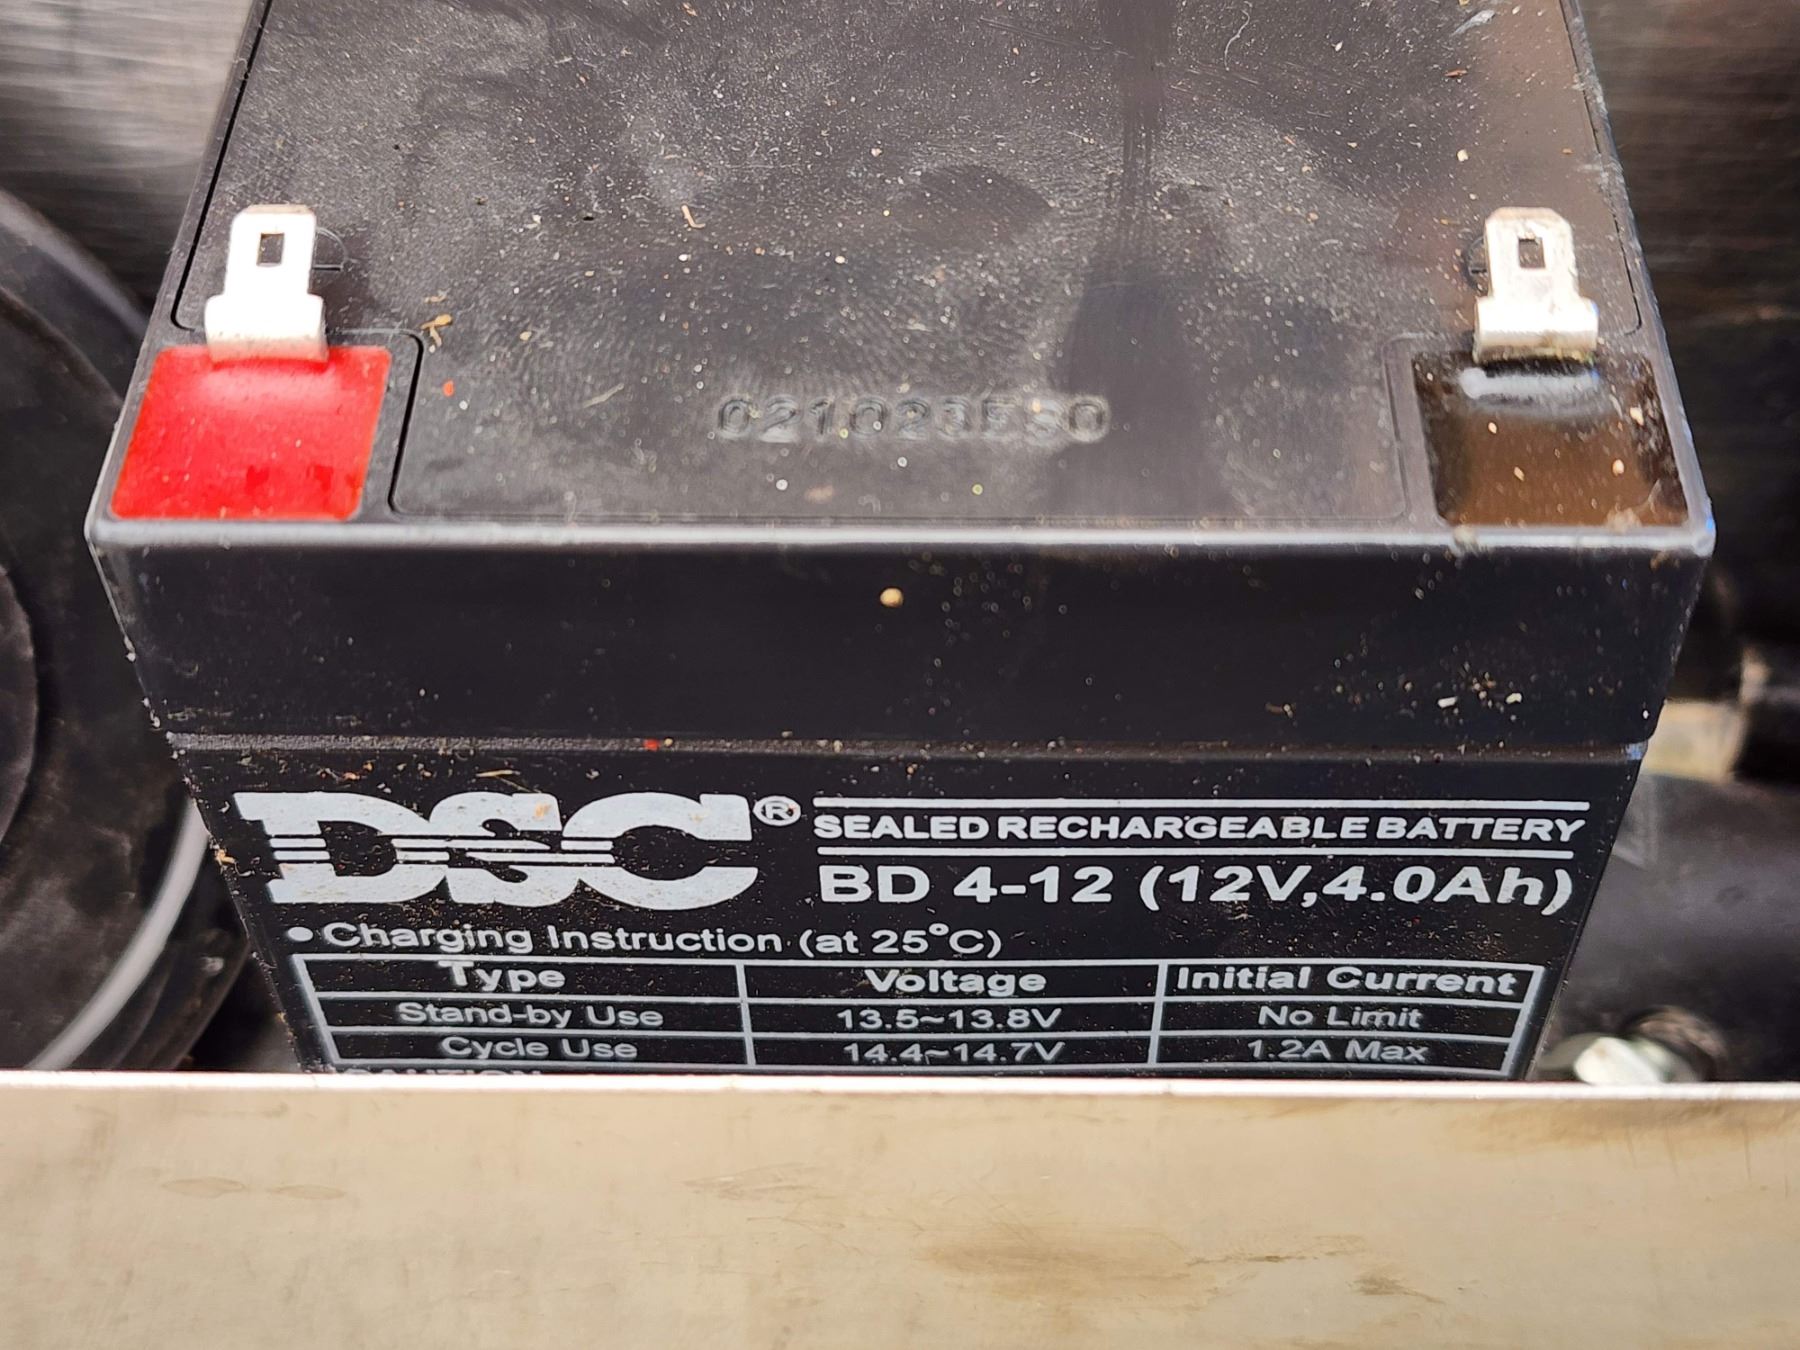 021023ES0
DSC®
SEALED RECHARGEABLE BATTERY
BD 4-12 (12V,4.0Ah)
• Charging Instruction (at 25°C)
Type Voltage Initial Current
Stand-by Use 13.5~13.8V No Limit
Cycle Use 14.4~14.7V 1.2A Max